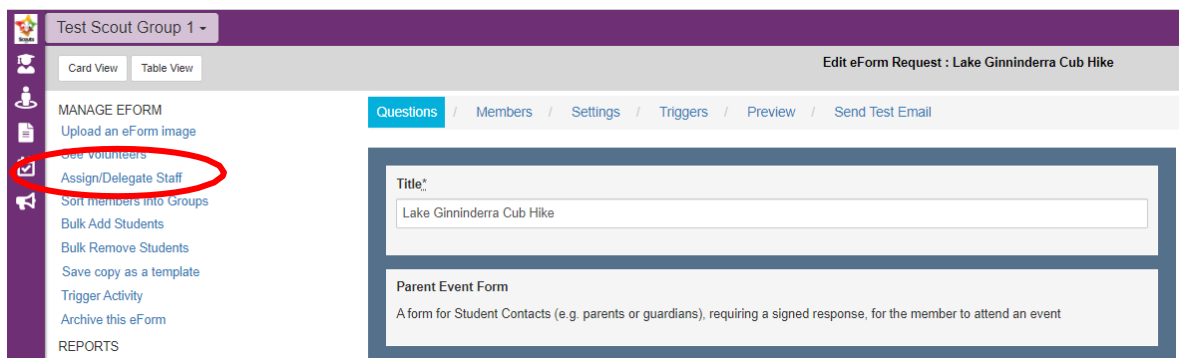 Scouts
Test Scout Group 1
Card View Table View
Edit eForm Request : Lake Ginninderra Cub Hike
MANAGE EFORM
Upload an eForm image
See Volunteers
Assign/Delegate Staff
Sort members into Groups
Bulk Add Students
Bulk Remove Students
Save copy as a template
Trigger Activity
Archive this eForm
REPORTS
Questions / Members / Settings / Triggers / Preview / Send Test Email
Title*
Lake Ginninderra Cub Hike
Parent Event Form
A form for Student Contacts (e.g. parents or guardians), requiring a signed response, for the member to attend an event